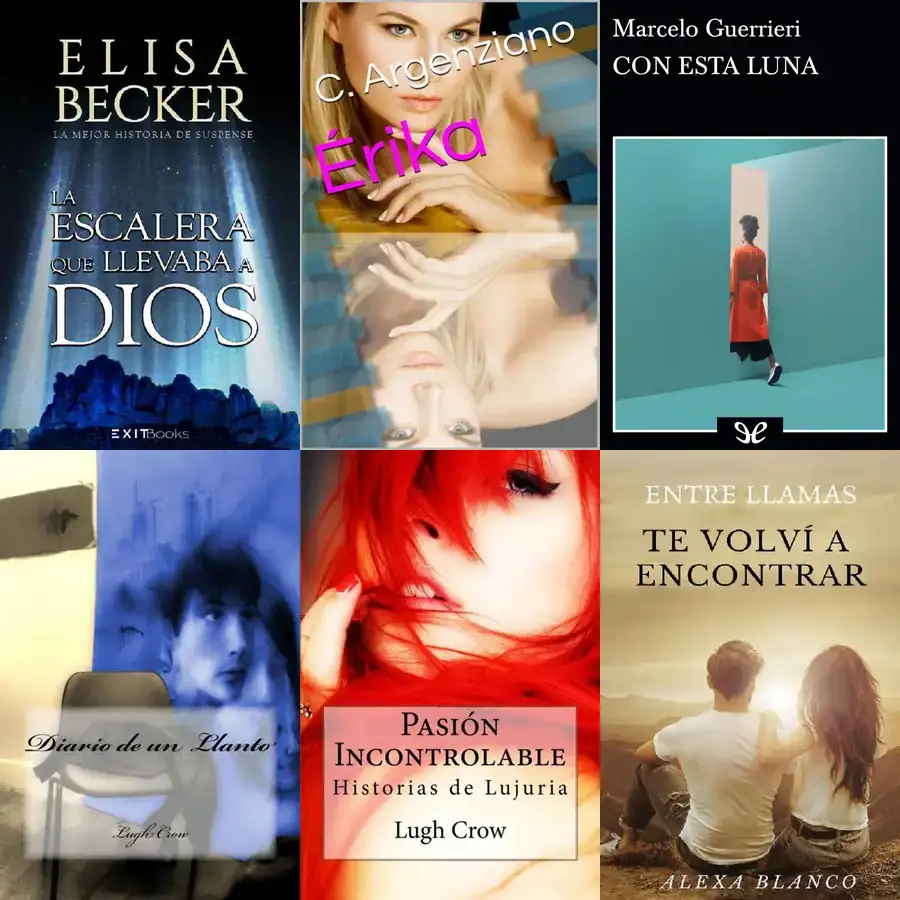 ELISA
BECKER
LA MEJOR HISTORIA DE SUSPENSE
LA
ESCALERA
QUE LLEVABA A
DIOS
EXITBooks
C. Argenziano
Érika
Marcelo Guerrieri
CON ESTA LUNA
Diario de un Llanto
Lugh Crow
PASIÓN
INCONTROLABLE
Historias de Lujuria
Lugh Crow
ENTRE LLAMAS
TE VOLVÍ A
ENCONTRAR
ALEXA BLANCO